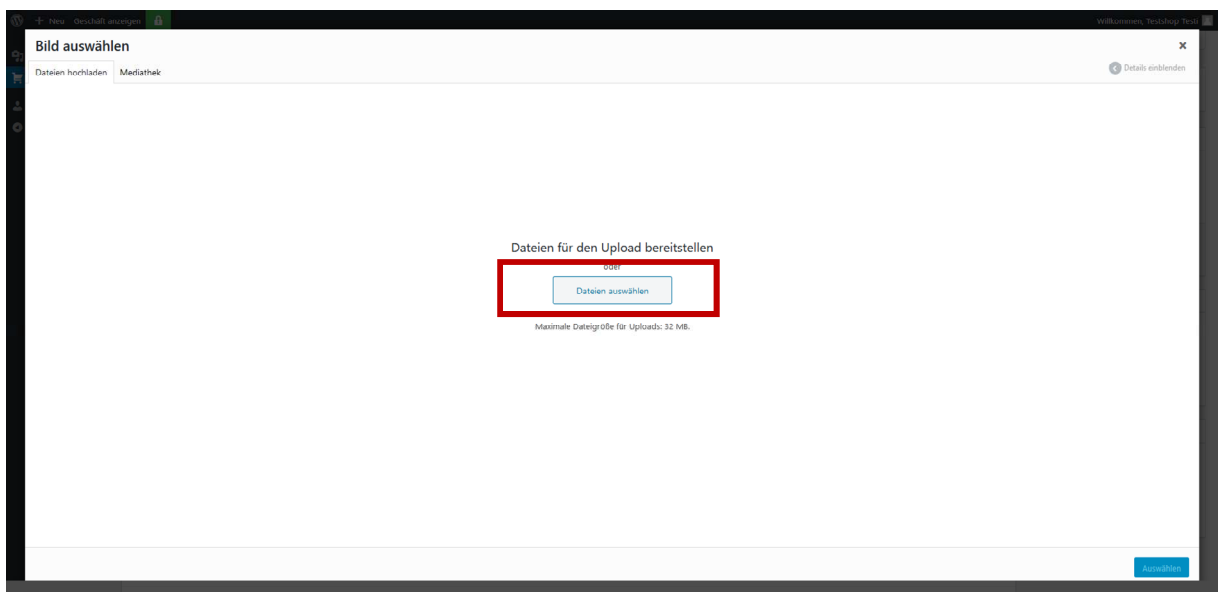 Neu Geschäft anzeigen
Willkommen, Testshop Testi
Bild auswählen
Dateien hochladen Mediathek
Details einblenden
Dateien für den Upload bereitstellen
oder
Dateien auswählen
Maximale Dateigröße für Uploads: 32 MB.
Auswählen